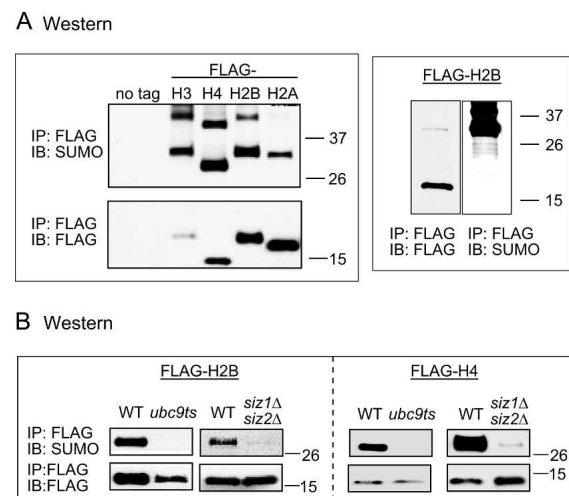 A Western
FLAG-
no tag H3 H4 H2B H2A
IP: FLAG
IB: SUMO
37
26
IP: FLAG
IB: FLAG
15
FLAG-H2B
37
26
15
IP: FLAG IP: FLAG
IB: FLAG IB: SUMO
B Western
FLAG-H2B
WT ubc9ts WT siz1Δ siz2Δ
IP: FLAG
IB: SUMO
26
IP:FLAG
IB:FLAG
15
FLAG-H4
WT ubc9ts WT siz1Δ siz2Δ
26
15